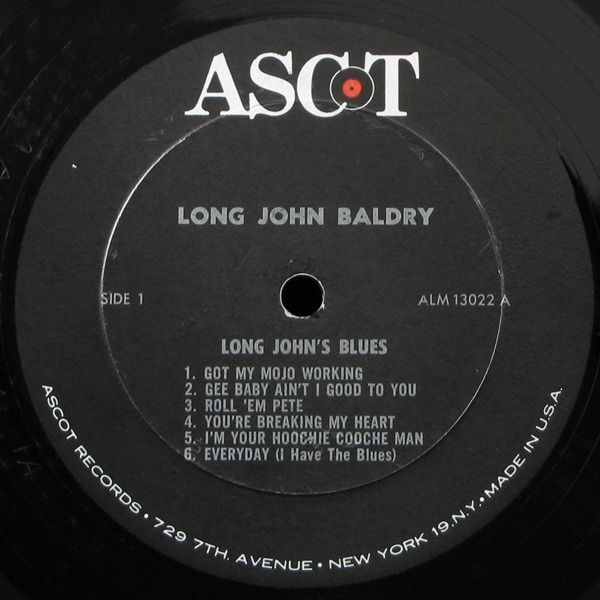 ASCOT
LONG JOHN BALDRY
SIDE 1
ALM 13022 A
LONG JOHN'S BLUES
1. GOT MY MOJO WORKING
2. GEE BABY AIN'T I GOOD TO YOU
3. ROLL 'EM PETE
4. YOU'RE BREAKING MY HEART
5. I'M YOUR HOOCHIE COOCHE MAN
6. EVERYDAY (I Have The Blues)
ASCOT RECORDS • 729 7TH. AVENUE • NEW YORK 19, N.Y. • MADE IN U.S.A.